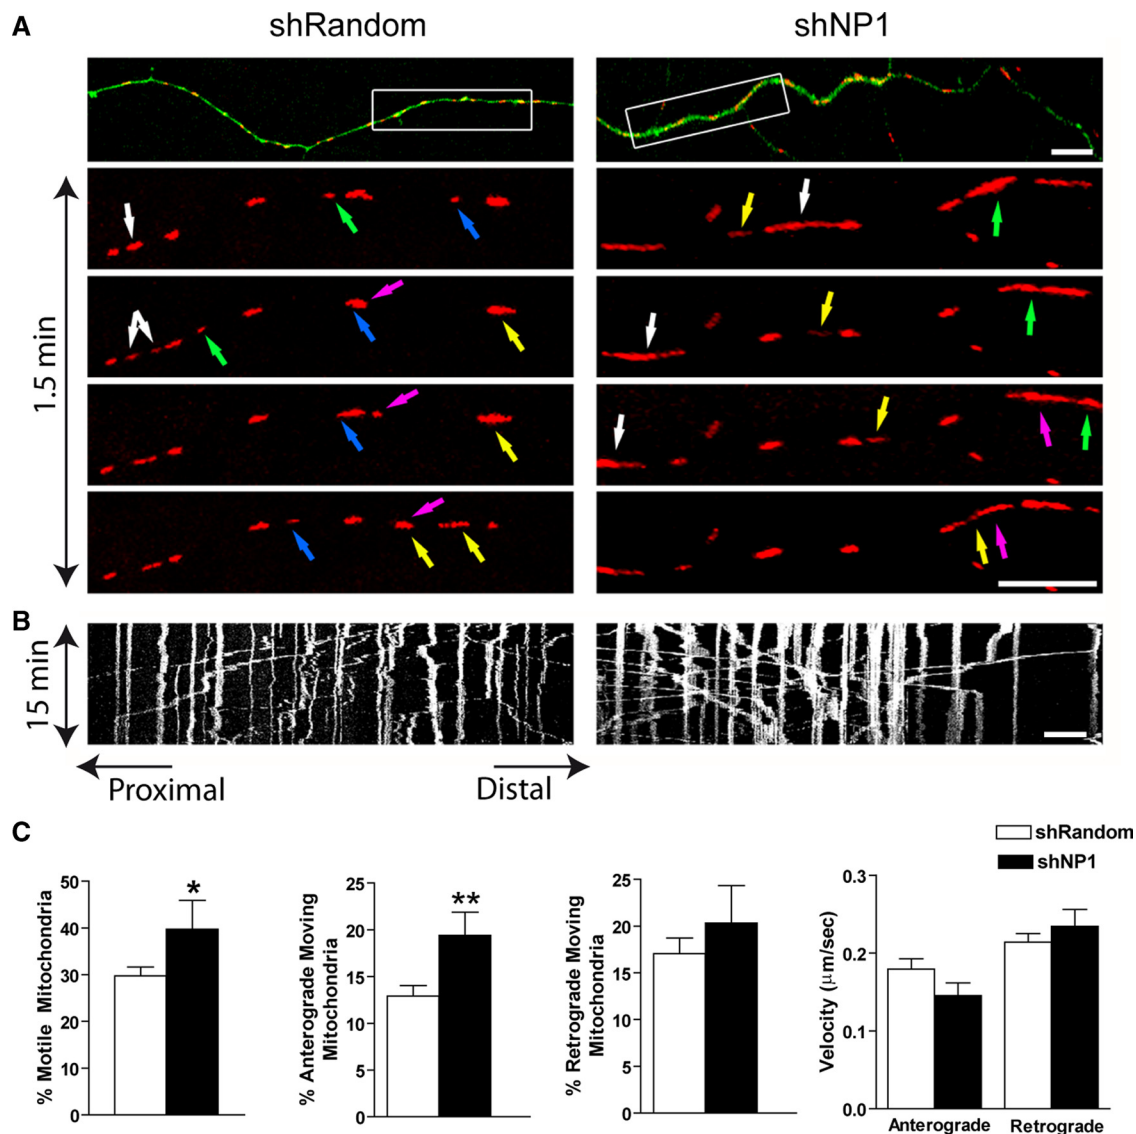 A
shRandom
shNP1
1.5 min
B
15 min
Proximal
Distal
C
shRandom
shNP1
% Motile Mitochondria
50
40
30
20
10
0
*
% Anterograde Moving
Mitochondria
25
20
15
10
5
0
**
% Retrograde Moving
Mitochondria
25
20
15
10
5
0
Velocity (μm/sec)
0.3
0.2
0.1
0.0
Anterograde
Retrograde